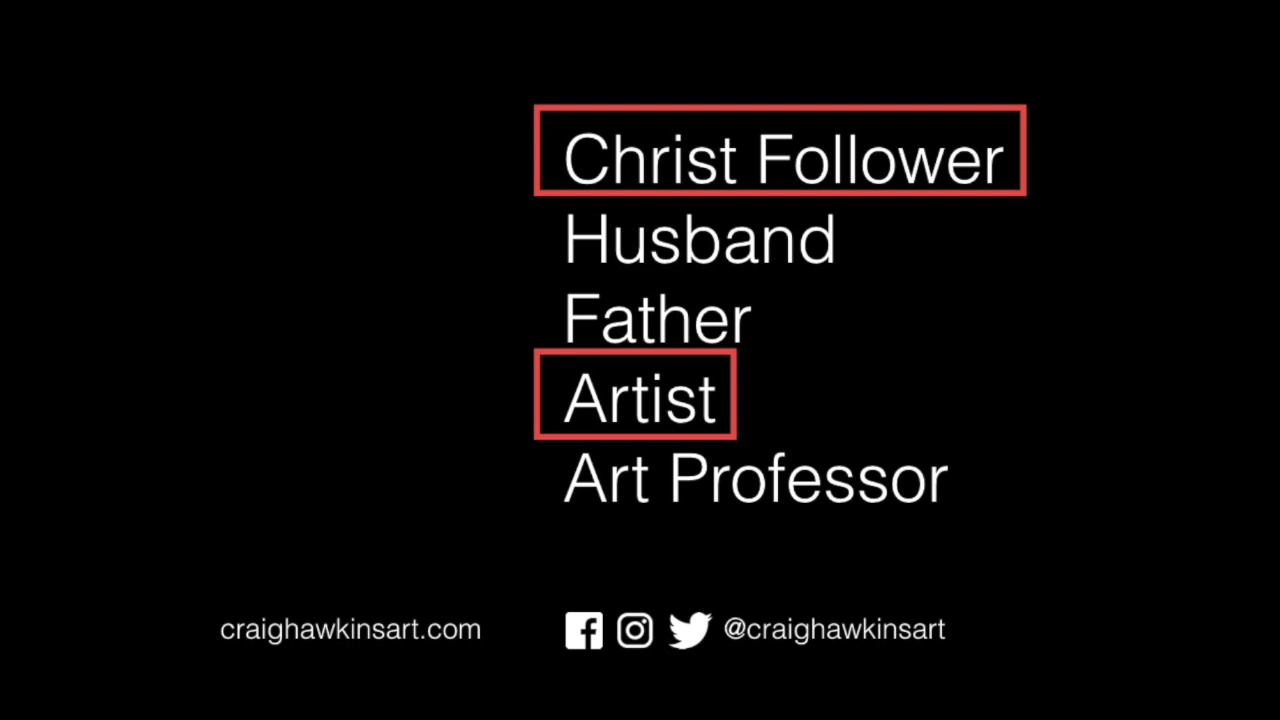 Christ Follower
Husband
Father
Artist
Art Professor
craighawkinsart.com
@craighawkinsart